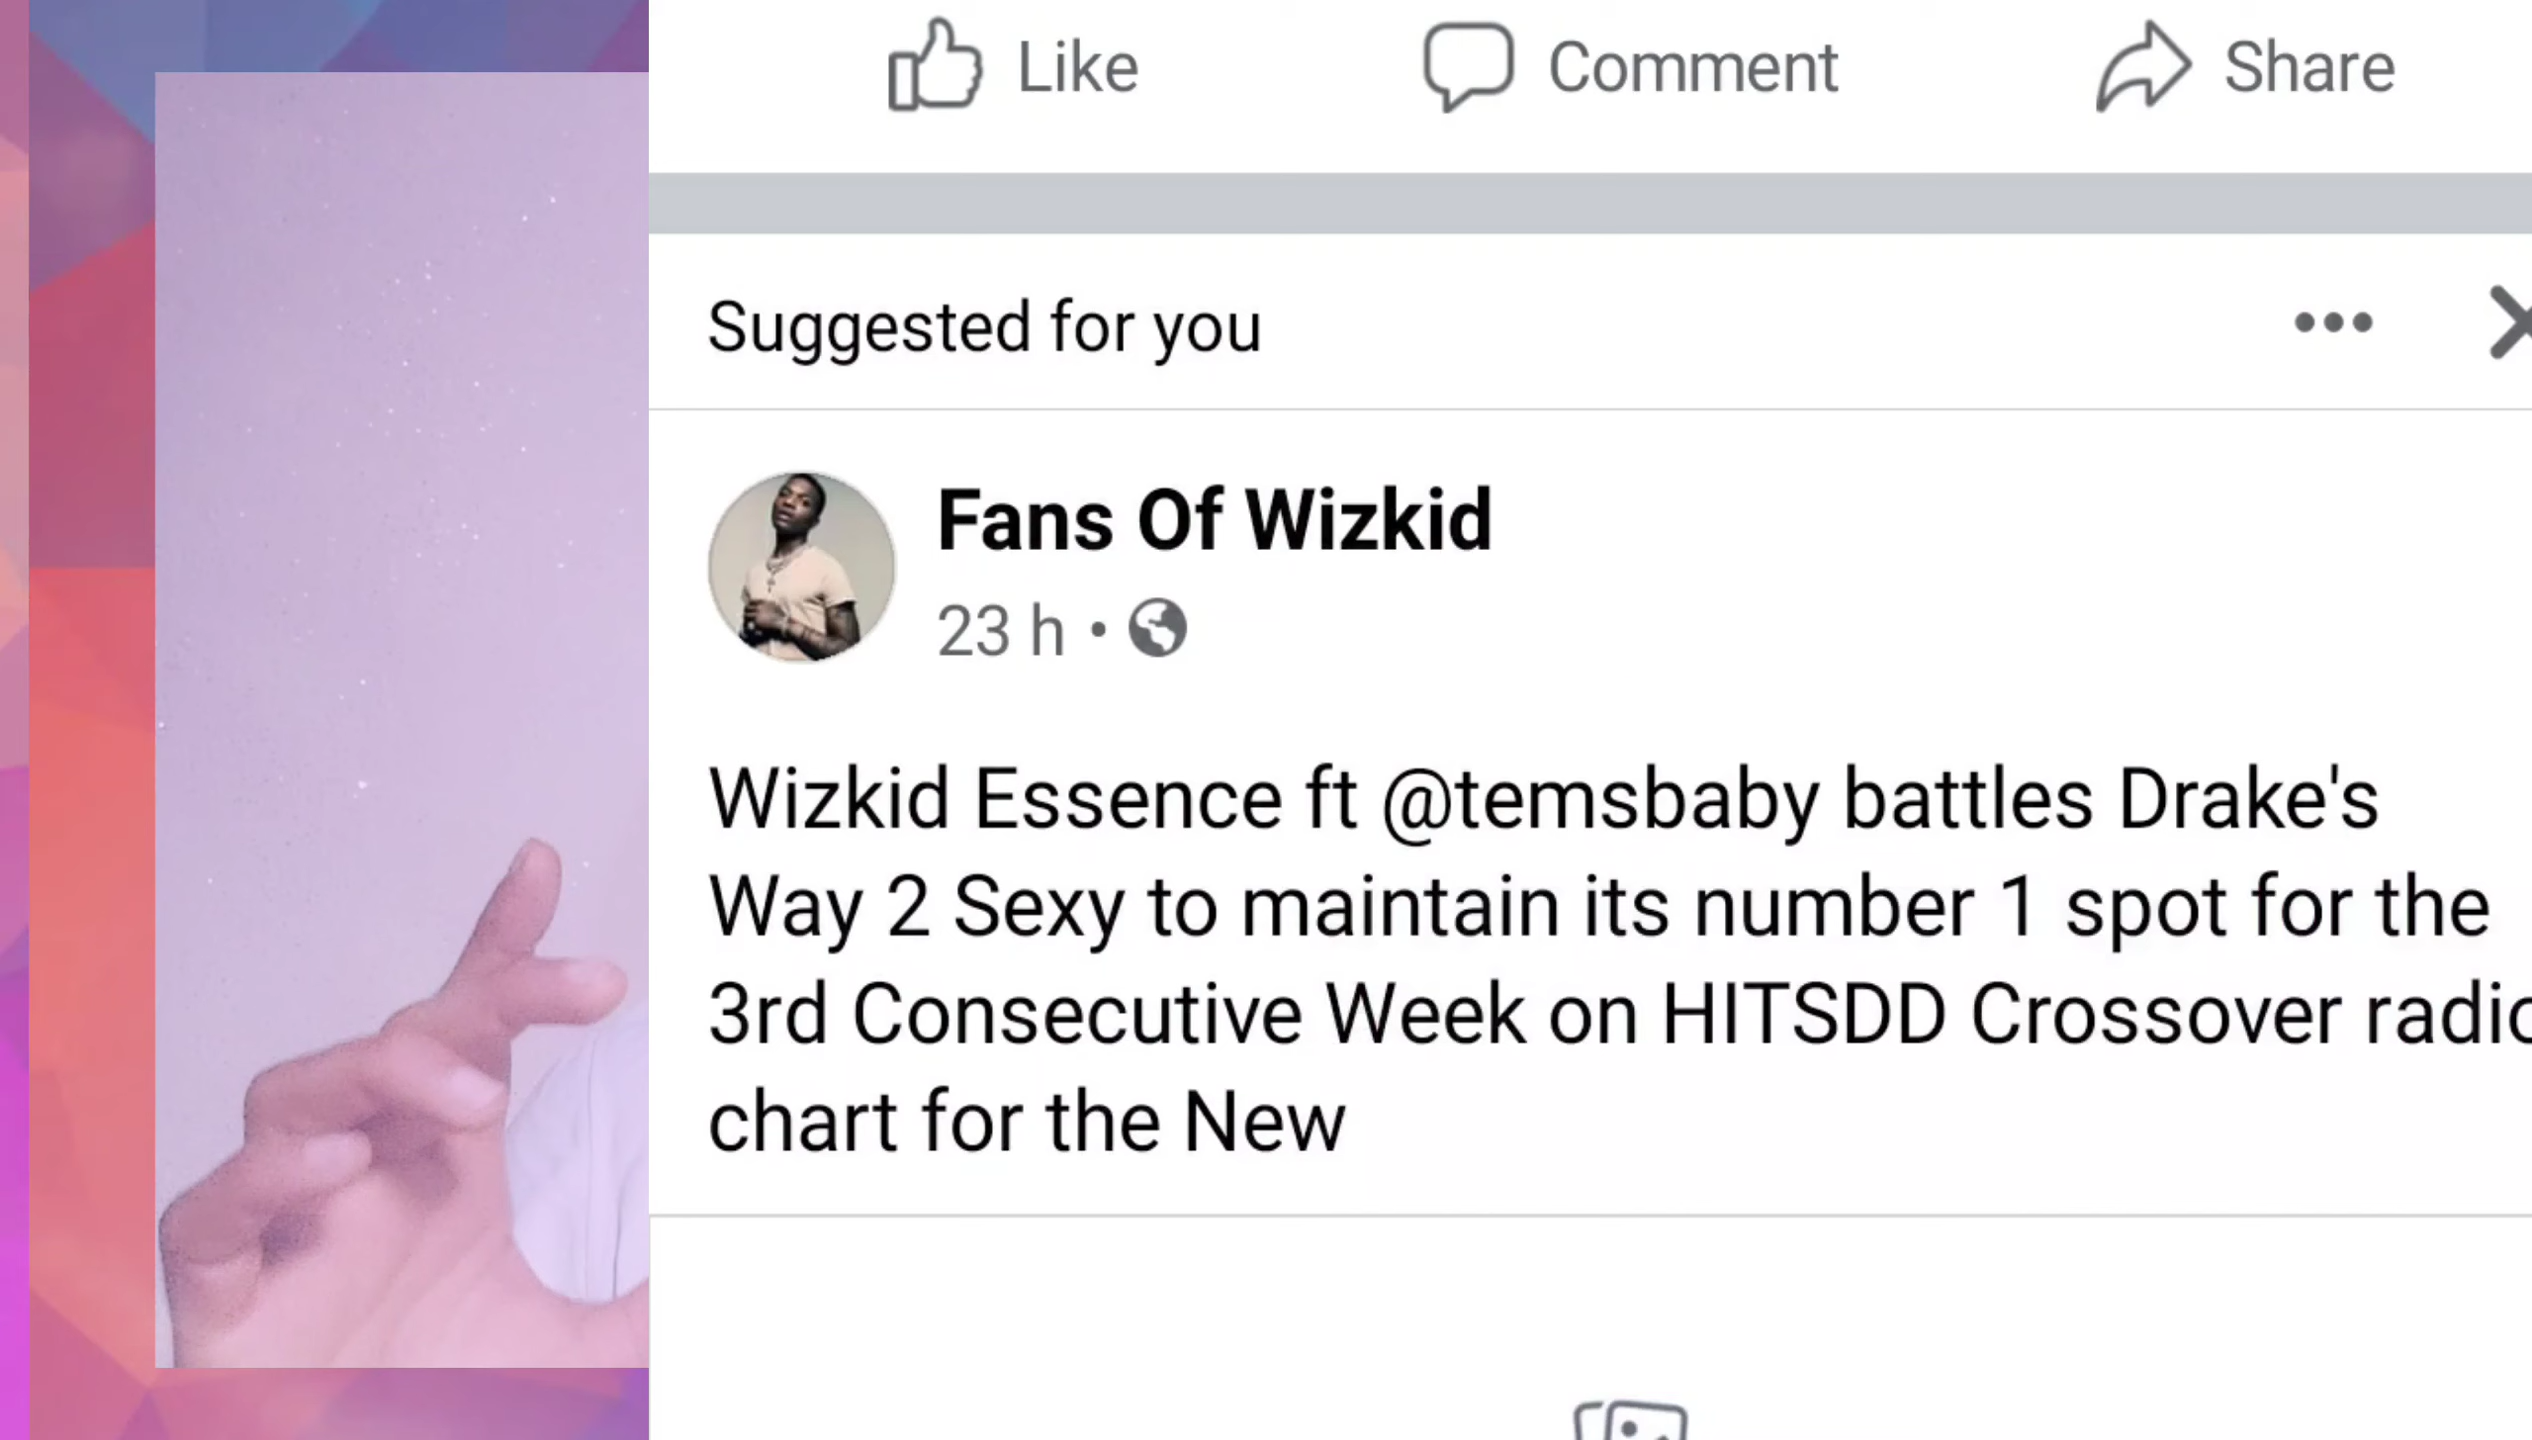 Like
Comment
Share
Suggested for you
Fans Of Wizkid
23 h
Wizkid Essence ft @temsbaby battles Drake's
Way 2 Sexy to maintain its number 1 spot for the
3rd Consecutive Week on HITSDD Crossover radio
chart for the New